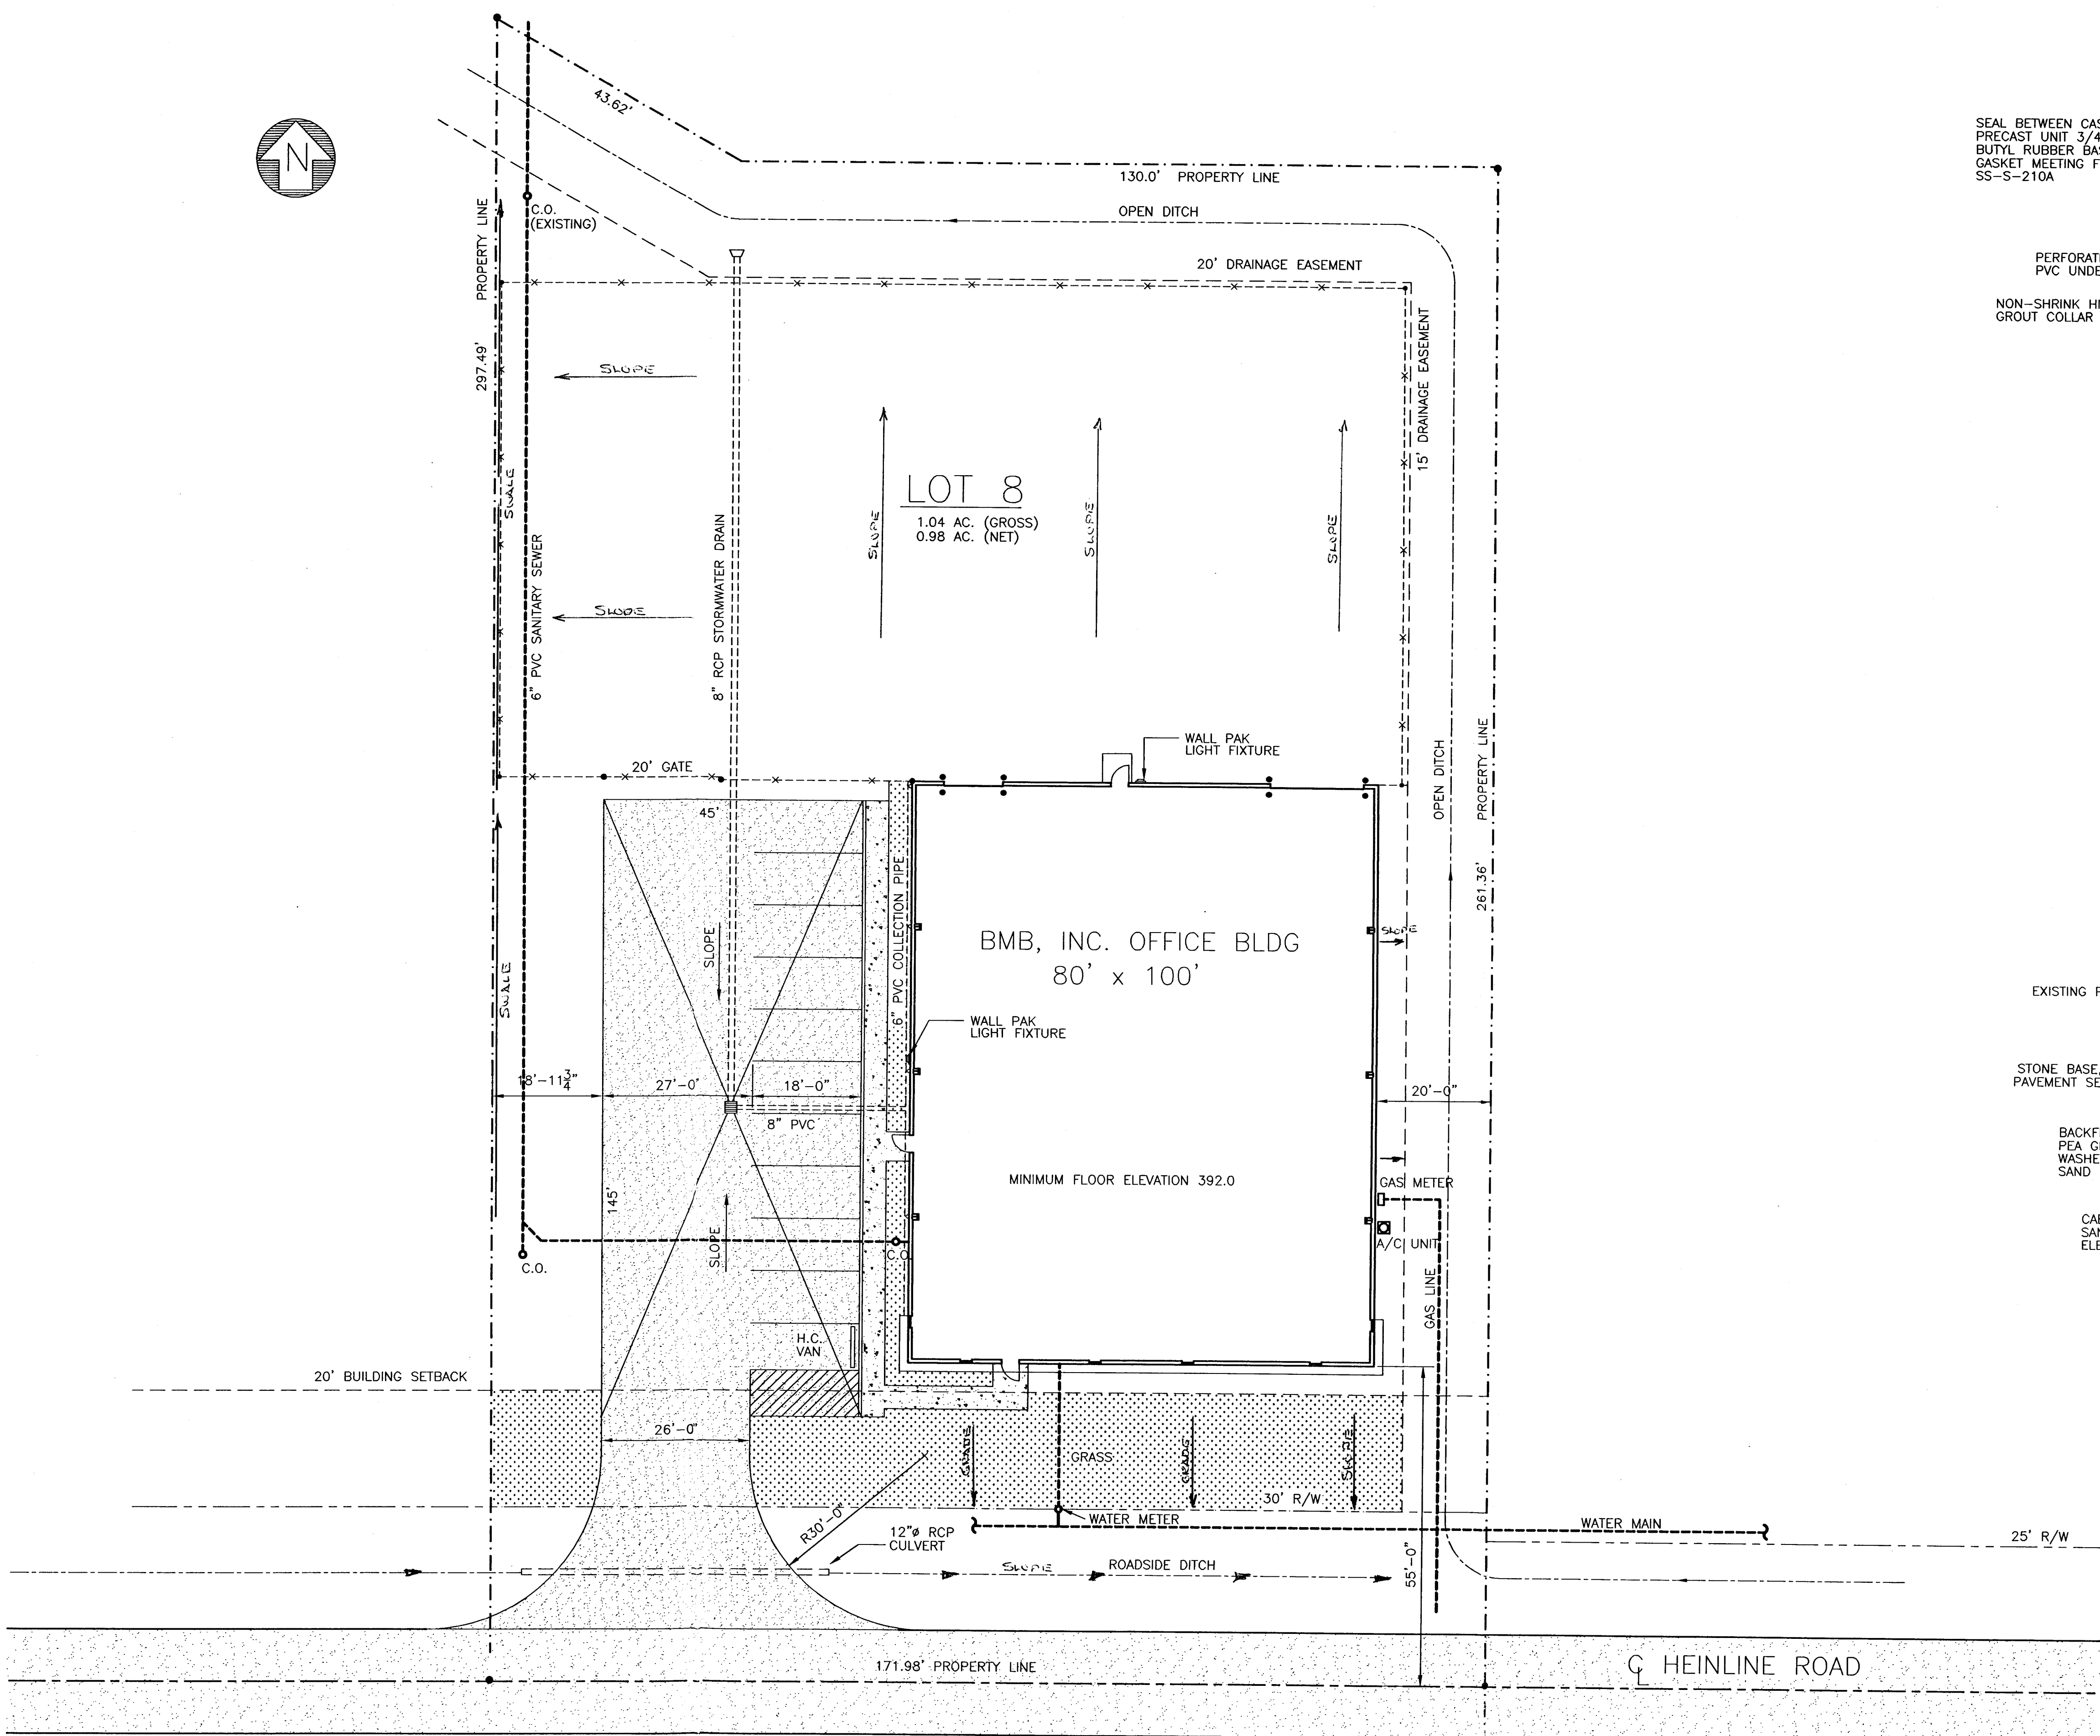 43.62'
N
130.0' PROPERTY LINE
OPEN DITCH
C.O.
(EXISTING)
PROPERTY LINE
297.49'
20' DRAINAGE EASEMENT
15' DRAINAGE EASEMENT
SLOPE
SWALE
LOT 8
1.04 AC. (GROSS)
0.98 AC. (NET)
SLOPE
SLOPE
SLOPE
6" PVC SANITARY SEWER
8" RCP STORMWATER DRAIN
SLOPE
WALL PAK
LIGHT FIXTURE
20' GATE
OPEN DITCH
PROPERTY LINE
261.36'
45'
6" PVC COLLECTION PIPE
BMB, INC. OFFICE BLDG
80' x 100'
SLOPE
SLOPE
SWALE
WALL PAK
LIGHT FIXTURE
18'-11 3/4"
27'-0'
18'-0"
20'-0"
8" PVC
MINIMUM FLOOR ELEVATION 392.0
GAS METER
145'
SLOPE
C.O.
C.O.
A/C UNIT
GAS LINE
H.C.
VAN
20' BUILDING SETBACK
26'-0"
GRADE
GRASS
GRADE
SLOPE
30' R/W
R30'-0"
WATER METER
WATER MAIN
25' R/W
12"ø RCP
CULVERT
SLOPE
ROADSIDE DITCH
55'-0"
171.98' PROPERTY LINE
℄ HEINLINE ROAD
SEAL BETWEEN CAS
PRECAST UNIT 3/4
BUTYL RUBBER BAS
GASKET MEETING F
SS-S-210A
PERFORAT
PVC UNDE
NON-SHRINK H
GROUT COLLAR
EXISTING P
STONE BASE,
PAVEMENT SE
BACKF
PEA G
WASHE
SAND
CA
SAN
ELE